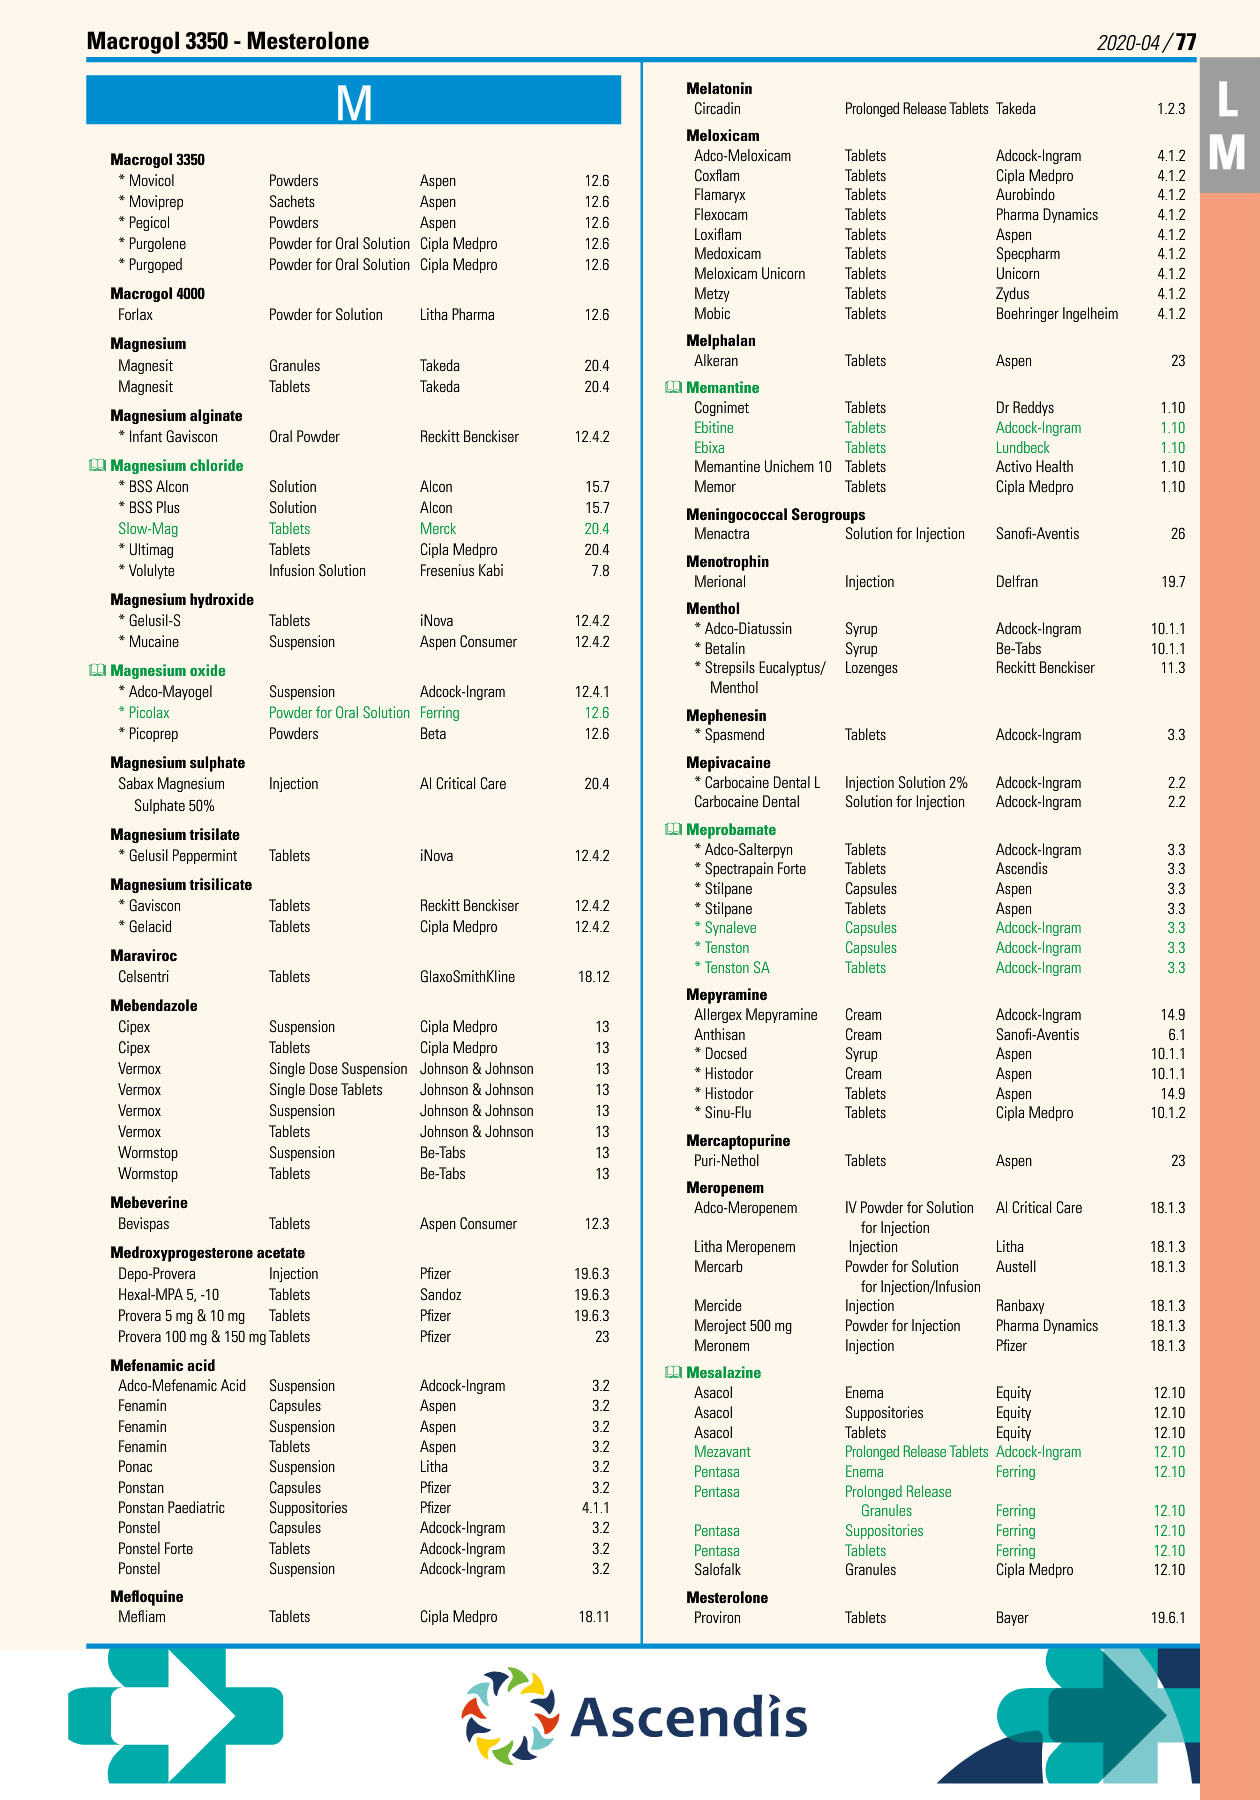 Macrogol 3350 - Mesterolone
2020-04 / 77
M
Macrogol 3350
* Movicol Powders Aspen 12.6
* Moviprep Sachets Aspen 12.6
* Pegicol Powders Aspen 12.6
* Purgolene Powder for Oral Solution Cipla Medpro 12.6
* Purgoped Powder for Oral Solution Cipla Medpro 12.6
Macrogol 4000
Forlax Powder for Solution Litha Pharma 12.6
Magnesium
Magnesit Granules Takeda 20.4
Magnesit Tablets Takeda 20.4
Magnesium alginate
* Infant Gaviscon Oral Powder Reckitt Benckiser 12.4.2
Magnesium chloride
* BSS Alcon Solution Alcon 15.7
* BSS Plus Solution Alcon 15.7
Slow-Mag Tablets Merck 20.4
* Ultimag Tablets Cipla Medpro 20.4
* Volulyte Infusion Solution Fresenius Kabi 7.8
Magnesium hydroxide
* Gelusil-S Tablets iNova 12.4.2
* Mucaine Suspension Aspen Consumer 12.4.2
Magnesium oxide
* Adco-Mayogel Suspension Adcock-Ingram 12.4.1
* Picolax Powder for Oral Solution Ferring 12.6
* Picoprep Powders Beta 12.6
Magnesium sulphate
Sabax Magnesium Injection AI Critical Care 20.4
Sulphate 50%
Magnesium trisilate
* Gelusil Peppermint Tablets iNova 12.4.2
Magnesium trisilicate
* Gaviscon Tablets Reckitt Benckiser 12.4.2
* Gelacid Tablets Cipla Medpro 12.4.2
Maraviroc
Celsentri Tablets GlaxoSmithKline 18.12
Mebendazole
Cipex Suspension Cipla Medpro 13
Cipex Tablets Cipla Medpro 13
Vermox Single Dose Suspension Johnson & Johnson 13
Vermox Single Dose Tablets Johnson & Johnson 13
Vermox Suspension Johnson & Johnson 13
Vermox Tablets Johnson & Johnson 13
Wormstop Suspension Be-Tabs 13
Wormstop Tablets Be-Tabs 13
Mebeverine
Bevispas Tablets Aspen Consumer 12.3
Medroxyprogesterone acetate
Depo-Provera Injection Pfizer 19.6.3
Hexal-MPA 5, -10 Tablets Sandoz 19.6.3
Provera 5 mg & 10 mg Tablets Pfizer 19.6.3
Provera 100 mg & 150 mg Tablets Pfizer 23
Mefenamic acid
Adco-Mefenamic Acid Suspension Adcock-Ingram 3.2
Fenamin Capsules Aspen 3.2
Fenamin Suspension Aspen 3.2
Fenamin Tablets Aspen 3.2
Ponac Suspension Litha 3.2
Ponstan Capsules Pfizer 3.2
Ponstan Paediatric Suppositories Pfizer 4.1.1
Ponstel Capsules Adcock-Ingram 3.2
Ponstel Forte Tablets Adcock-Ingram 3.2
Ponstel Suspension Adcock-Ingram 3.2
Mefloquine
Mefliam Tablets Cipla Medpro 18.11
Melatonin
Circadin Prolonged Release Tablets Takeda 1.2.3
Meloxicam
Adco-Meloxicam Tablets Adcock-Ingram 4.1.2
Coxflam Tablets Cipla Medpro 4.1.2
Flamaryx Tablets Aurobindo 4.1.2
Flexocam Tablets Pharma Dynamics 4.1.2
Loxiflam Tablets Aspen 4.1.2
Medoxicam Tablets Specpharm 4.1.2
Meloxicam Unicorn Tablets Unicorn 4.1.2
Metzy Tablets Zydus 4.1.2
Mobic Tablets Boehringer Ingelheim 4.1.2
Melphalan
Alkeran Tablets Aspen 23
Memantine
Cognimet Tablets Dr Reddys 1.10
Ebitine Tablets Adcock-Ingram 1.10
Ebixa Tablets Lundbeck 1.10
Memantine Unichem 10 Tablets Activo Health 1.10
Memor Tablets Cipla Medpro 1.10
Meningococcal Serogroups
Menactra Solution for Injection Sanofi-Aventis 26
Menotrophin
Merional Injection Delfran 19.7
Menthol
* Adco-Diatussin Syrup Adcock-Ingram 10.1.1
* Betalin Syrup Be-Tabs 10.1.1
* Strepsils Eucalyptus/ Lozenges Reckitt Benckiser 11.3
Menthol
Mephenesin
* Spasmend Tablets Adcock-Ingram 3.3
Mepivacaine
* Carbocaine Dental L Injection Solution 2% Adcock-Ingram 2.2
Carbocaine Dental Solution for Injection Adcock-Ingram 2.2
Meprobamate
* Adco-Salterpyn Tablets Adcock-Ingram 3.3
* Spectrapain Forte Tablets Ascendis 3.3
* Stilpane Capsules Aspen 3.3
* Stilpane Tablets Aspen 3.3
* Synaleve Capsules Adcock-Ingram 3.3
* Tenston Capsules Adcock-Ingram 3.3
* Tenston SA Tablets Adcock-Ingram 3.3
Mepyramine
Allergex Mepyramine Cream Adcock-Ingram 14.9
Anthisan Cream Sanofi-Aventis 6.1
* Docsed Syrup Aspen 10.1.1
* Histodor Cream Aspen 10.1.1
* Histodor Tablets Aspen 14.9
* Sinu-Flu Tablets Cipla Medpro 10.1.2
Mercaptopurine
Puri-Nethol Tablets Aspen 23
Meropenem
Adco-Meropenem IV Powder for Solution AI Critical Care 18.1.3
for Injection
Litha Meropenem Injection Litha 18.1.3
Mercarb Powder for Solution Austell 18.1.3
for Injection/Infusion
Mercide Injection Ranbaxy 18.1.3
Meroject 500 mg Powder for Injection Pharma Dynamics 18.1.3
Meronem Injection Pfizer 18.1.3
Mesalazine
Asacol Enema Equity 12.10
Asacol Suppositories Equity 12.10
Asacol Tablets Equity 12.10
Mezavant Prolonged Release Tablets Adcock-Ingram 12.10
Pentasa Enema Ferring 12.10
Pentasa Prolonged Release
Granules Ferring 12.10
Pentasa Suppositories Ferring 12.10
Pentasa Tablets Ferring 12.10
Salofalk Granules Cipla Medpro 12.10
Mesterolone
Proviron Tablets Bayer 19.6.1
L
M
Ascendis